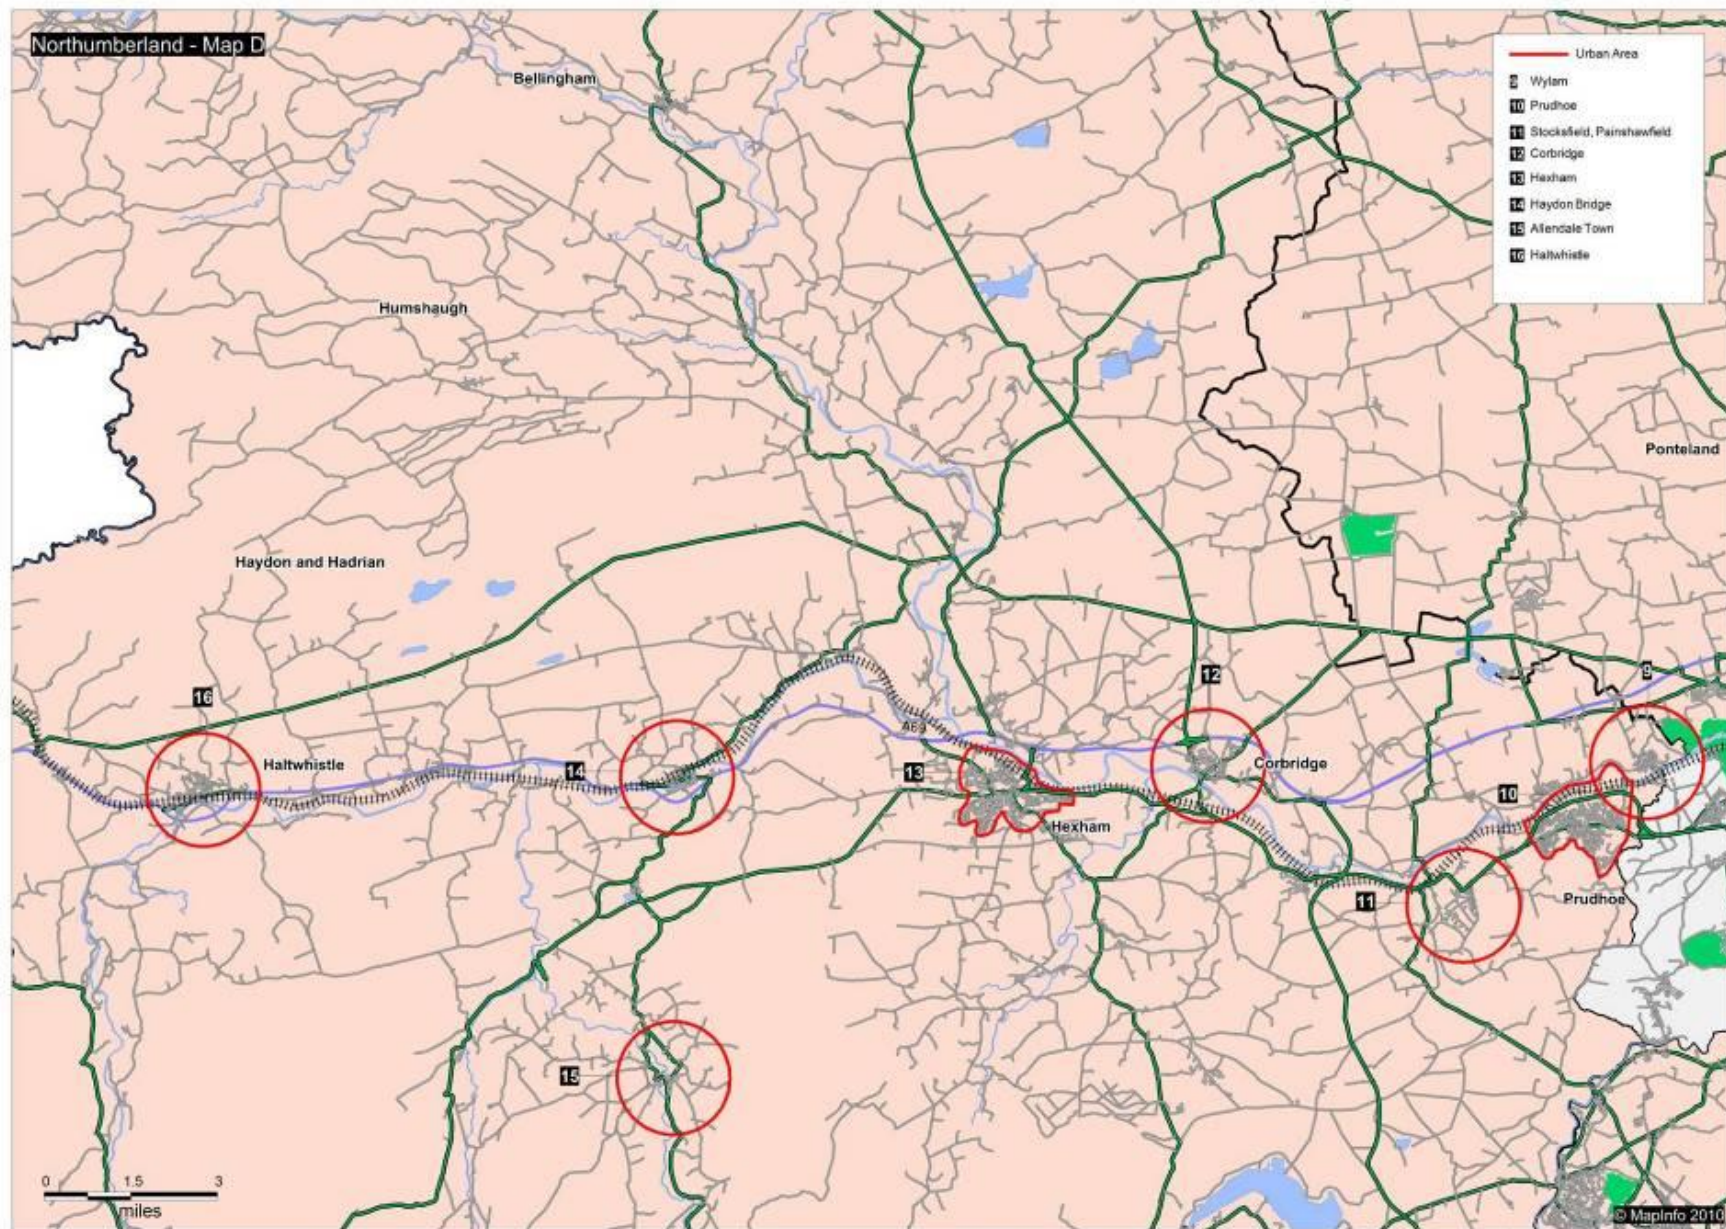 Northumberland - Map D
Urban Area
9 Wylam
10 Prudhoe
11 Stocksfield, Painshawfield
12 Corbridge
13 Hexham
14 Haydon Bridge
15 Allendale Town
16 Haltwhistle
Bellingham
Humshaugh
Ponteland
Haydon and Hadrian
12
9
16
A69
Haltwhistle
14
13
Corbridge
10
Hexham
11
Prudhoe
15
0 1.5 3
miles
© MapInfo 2010